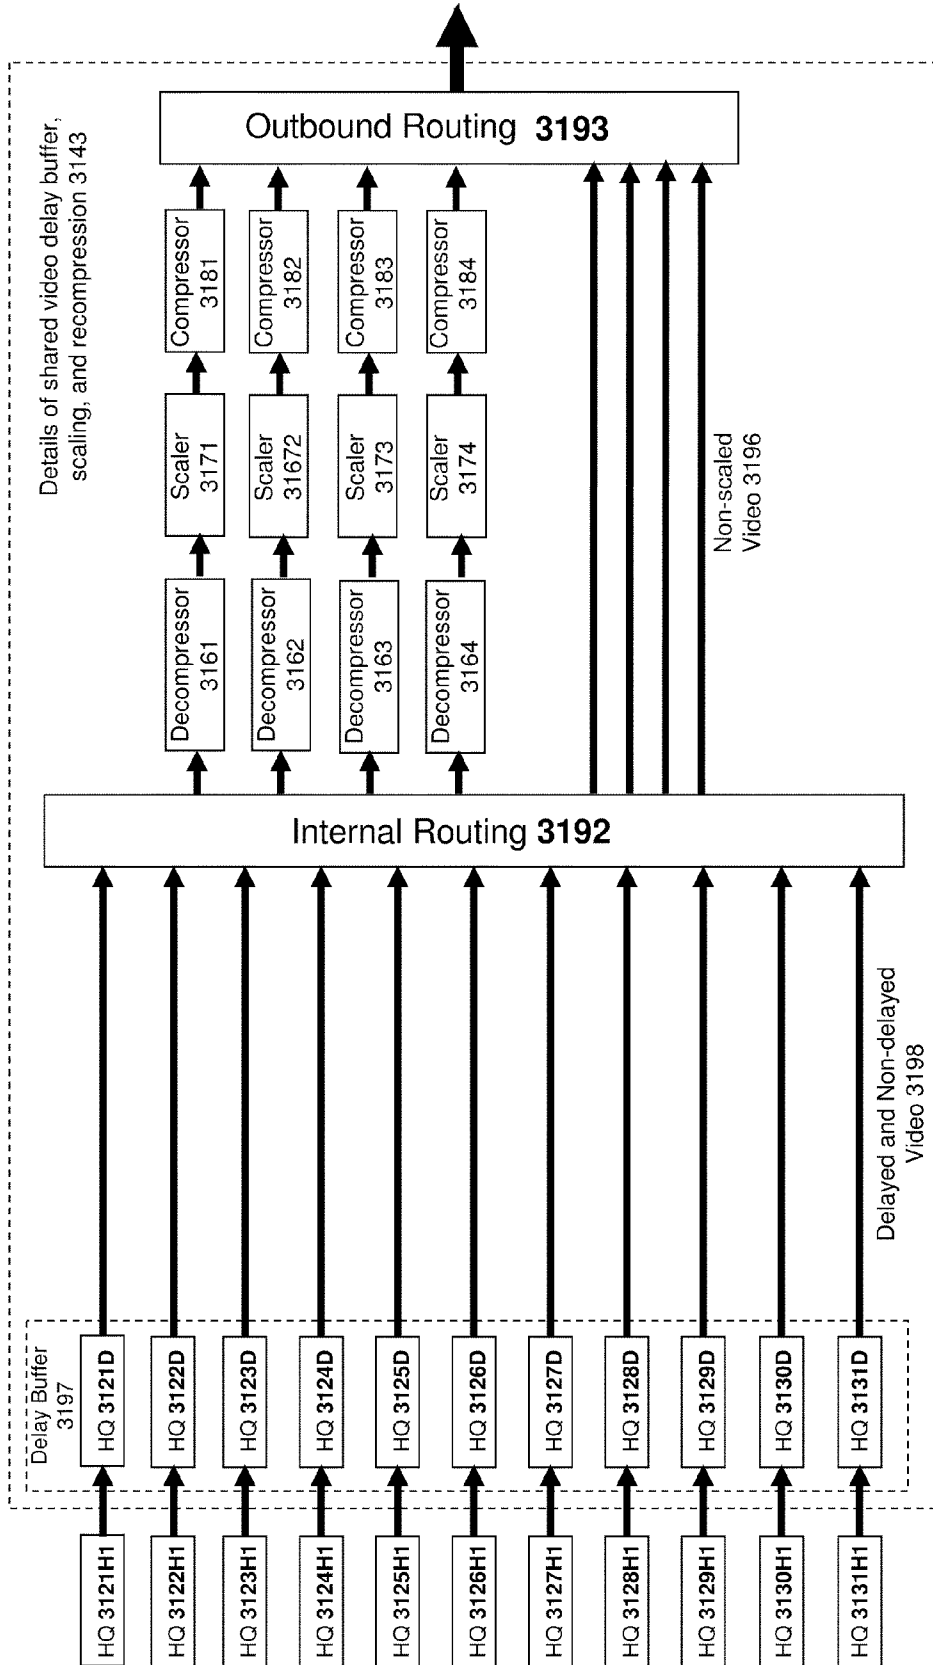 Details of shared video delay buffer,
scaling, and recompression 3143
Outbound Routing 3193
Compressor
3181
Compressor
3182
Compressor
3183
Compressor
3184
Scaler
3171
Scaler
31672
Scaler
3173
Scaler
3174
Decompressor
3161
Decompressor
3162
Decompressor
3163
Decompressor
3164
Non-scaled
Video 3196
Internal Routing 3192
Delayed and Non-delayed
Video 3198
Delay Buffer
3197
HQ 3121D
HQ 3122D
HQ 3123D
HQ 3124D
HQ 3125D
HQ 3126D
HQ 3127D
HQ 3128D
HQ 3129D
HQ 3130D
HQ 3131D
HQ 3121H1
HQ 3122H1
HQ 3123H1
HQ 3124H1
HQ 3125H1
HQ 3126H1
HQ 3127H1
HQ 3128H1
HQ 3129H1
HQ 3130H1
HQ 3131H1